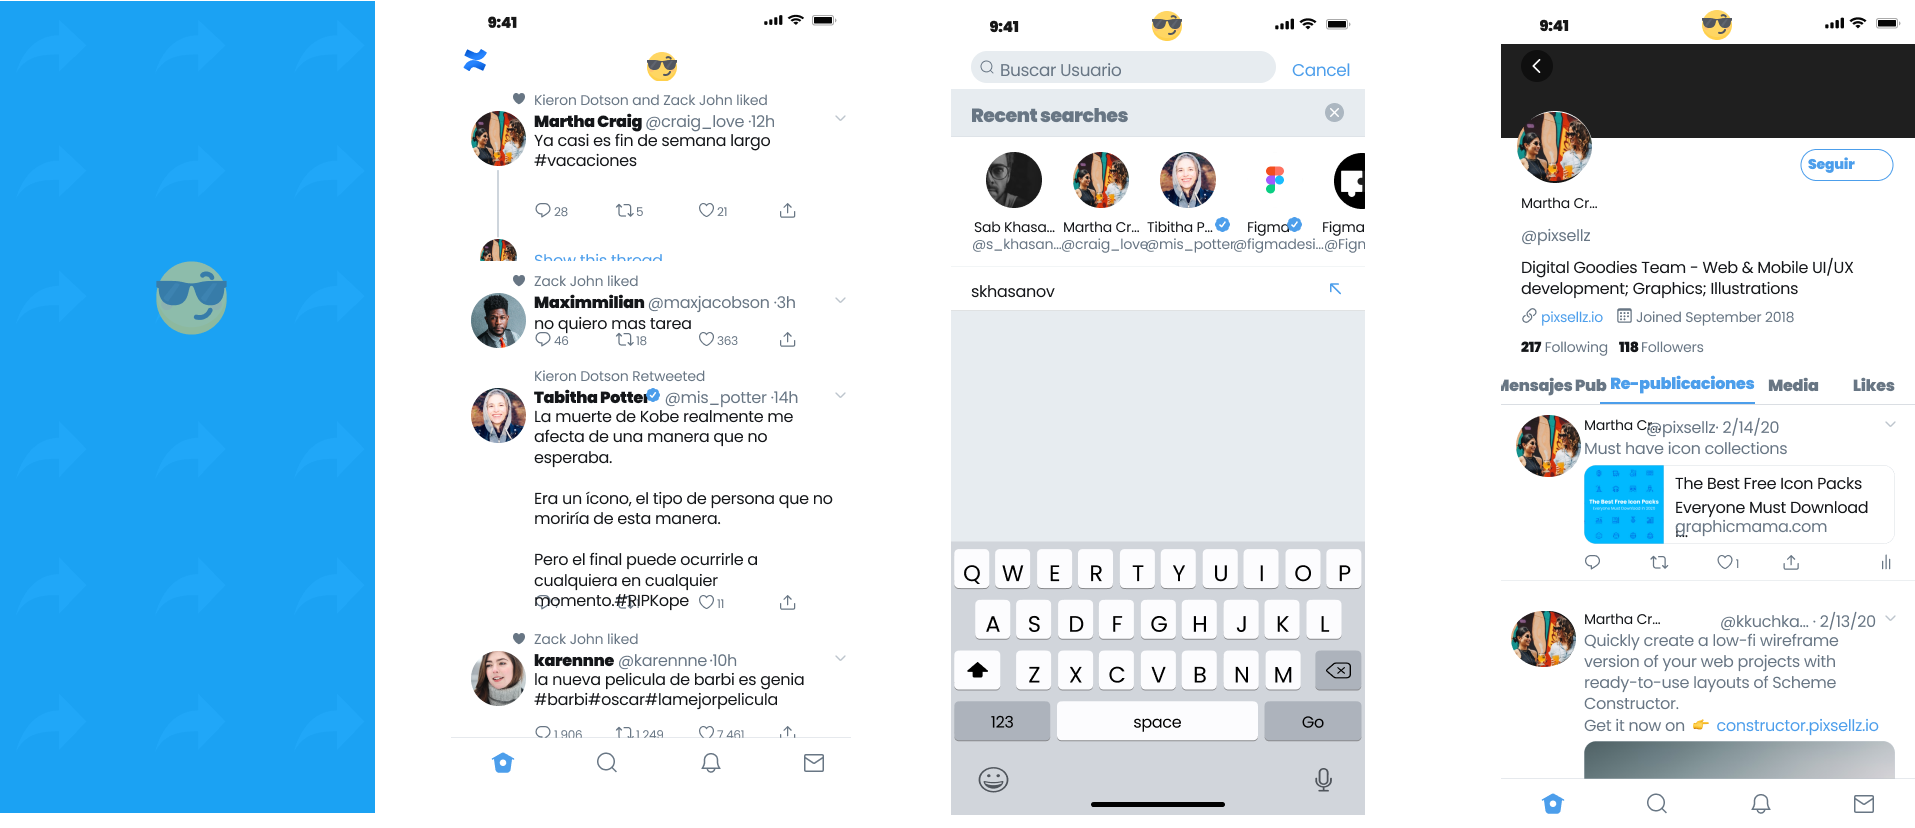 9:41
Kieron Dotson and Zack John liked
Martha Craig @craig_love ·12h
Ya casi es fin de semana largo
#vacaciones
28 5 21
Show this thread
Zack John liked
Maximmilian @maxjacobson ·3h
no quiero mas tarea
46 18 363
Kieron Dotson Retweeted
Tabitha Potter @mis_potter ·14h
La muerte de Kobe realmente me
afecta de una manera que no
esperaba.
Era un ícono, el tipo de persona que no
moriría de esta manera.
Pero el final puede ocurrirle a
cualquiera en cualquier
momento.#RIPKope
11
Zack John liked
karennne @karennne ·10h
la nueva pelicula de barbi es genia
#barbi#oscar#lamejorpelicula
1,906 1,249 7,461
9:41
Buscar Usuario Cancel
Recent searches
Sab Khasa... Martha Cr... Tibitha P... Figma Figma
@s_khasan... @craig_love @mis_potter @figmadesi... @Fign
skhasanov
Q W E R T Y U I O P
A S D F G H J K L
Z X C V B N M
123 space Go
9:41
Seguir
Martha Cr...
@pixsellz
Digital Goodies Team - Web & Mobile UI/UX
development; Graphics; Illustrations
pixsellz.io Joined September 2018
217 Following 118 Followers
Mensajes Pub Re-publicaciones Media Likes
Martha Cr... @pixsellz · 2/14/20
Must have icon collections
The Best Free Icon Packs
The Best Free Icon Packs
Everyone Must Download
...
graphicmama.com
1
Martha Cr... @kkuchka... · 2/13/20
Quickly create a low-fi wireframe
version of your web projects with
ready-to-use layouts of Scheme
Constructor.
Get it now on 👉 constructor.pixsellz.io